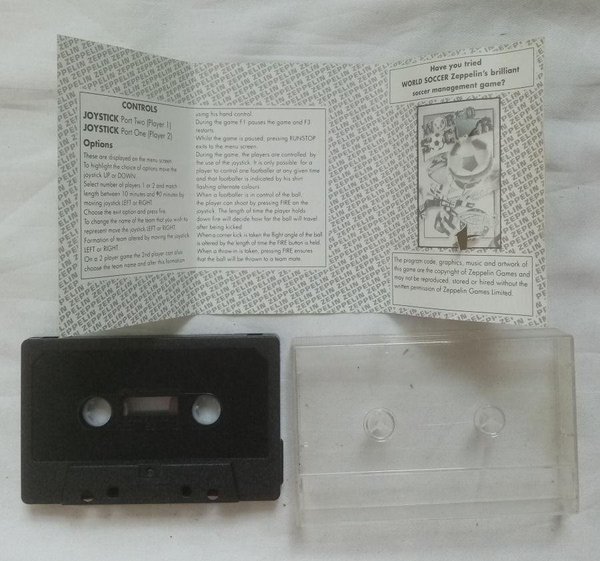 CONTROLS
JOYSTICK Part Two (Player 1)
JOYSTICK Port One (Player 2)
Options
These are displayed on the menu screen
To highlight the choice of options move the
joystick UP or DOWN.
Select number of players 1 or 2 and match
length between 10 minutes and 90 minutes by
moving joystick LEFT or RIGHT.
Choose the exit option and press fire.
To change the name of the team that you wish to
represent move the joystick LEFT or RIGHT
Formation of team altered by moving the joystick
LEFT or RIGHT.
On a 2 player game the 2nd player can also
choose the team name and after this formation
using his hand control.
During the game F1 pauses the game and F3
restarts.
Whilst the game is paused, pressing RUNSTOP
exits to the menu screen.
During the game, the players are controlled by
use of the joystick. It is only possible for a
player to control one footballer at any given time
and that footballer is indicated by his shirt
flashing alternate colours.
When a footballer is in control of the ball,
the player can shoot by pressing FIRE on the
joystick. The length of time the player holds
down fire will decide how far the ball will travel
after being kicked
When a corner kick is taken the flight angle of the ball
is altered by the length of time the FIRE button is held.
When a throw-in is taken, pressing FIRE ensures
that the ball will be thrown to a team mate.
Have you tried
WORLD SOCCER Zeppelin's brilliant
soccer management game?
The program code, graphics, music and artwork of
this game are the copyright of Zeppelin Games and
may not be reproduced, stored or hired without the
written permission of Zeppelin Games Limited.